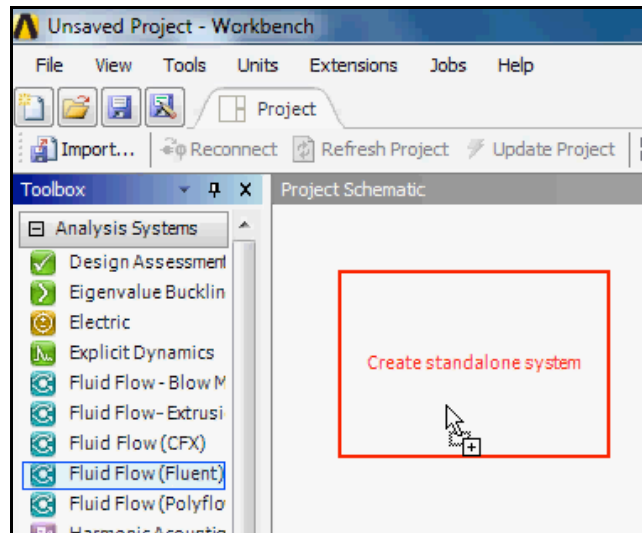 Unsaved Project - Workbench
File View Tools Units Extensions Jobs Help
Project
Import... Reconnect Refresh Project Update Project
Toolbox
Project Schematic
Analysis Systems
Design Assessment
Eigenvalue Bucklin
Electric
Explicit Dynamics
Fluid Flow - Blow M
Fluid Flow- Extrusi
Fluid Flow (CFX)
Fluid Flow (Fluent)
Fluid Flow (Polyflo
Create standalone system